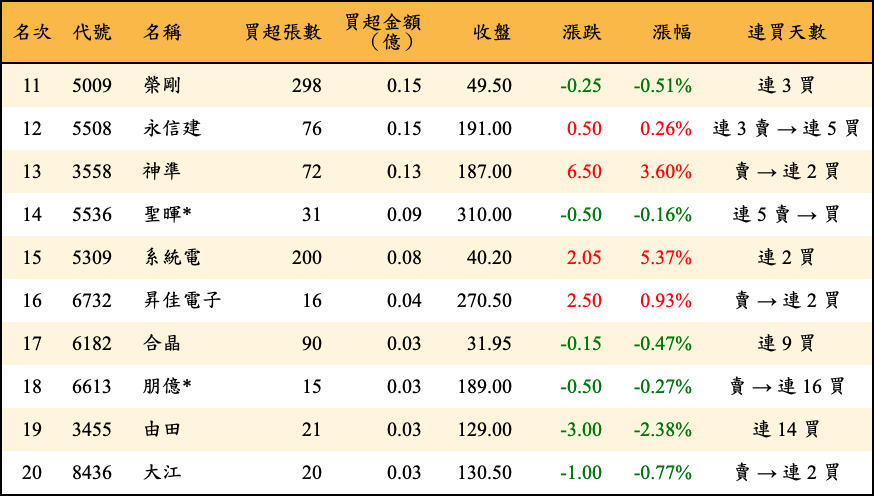 名次 代號 名稱 買超張數 買超金額（億） 收盤 漲跌 漲幅 連買天數
11 5009 榮剛 298 0.15 49.50 -0.25 -0.51% 連 3 買
12 5508 永信建 76 0.15 191.00 0.50 0.26% 連 3 賣 → 連 5 買
13 3558 神準 72 0.13 187.00 6.50 3.60% 賣 → 連 2 買
14 5536 聖暉* 31 0.09 310.00 -0.50 -0.16% 連 5 賣 → 買
15 5309 系統電 200 0.08 40.20 2.05 5.37% 連 2 買
16 6732 昇佳電子 16 0.04 270.50 2.50 0.93% 賣 → 連 2 買
17 6182 合晶 90 0.03 31.95 -0.15 -0.47% 連 9 買
18 6613 朋億* 15 0.03 189.00 -0.50 -0.27% 賣 → 連 16 買
19 3455 由田 21 0.03 129.00 -3.00 -2.38% 連 14 買
20 8436 大江 20 0.03 130.50 -1.00 -0.77% 賣 → 連 2 買